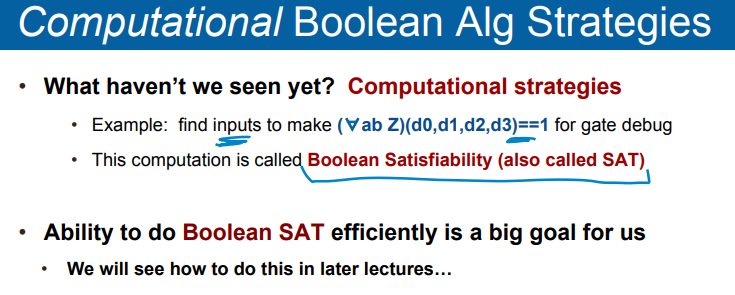 Computational Boolean Alg Strategies
• What haven't we seen yet? Computational strategies
• Example: find inputs to make (∀ab Z)(d0,d1,d2,d3)==1 for gate debug
• This computation is called Boolean Satisfiability (also called SAT)
• Ability to do Boolean SAT efficiently is a big goal for us
• We will see how to do this in later lectures…